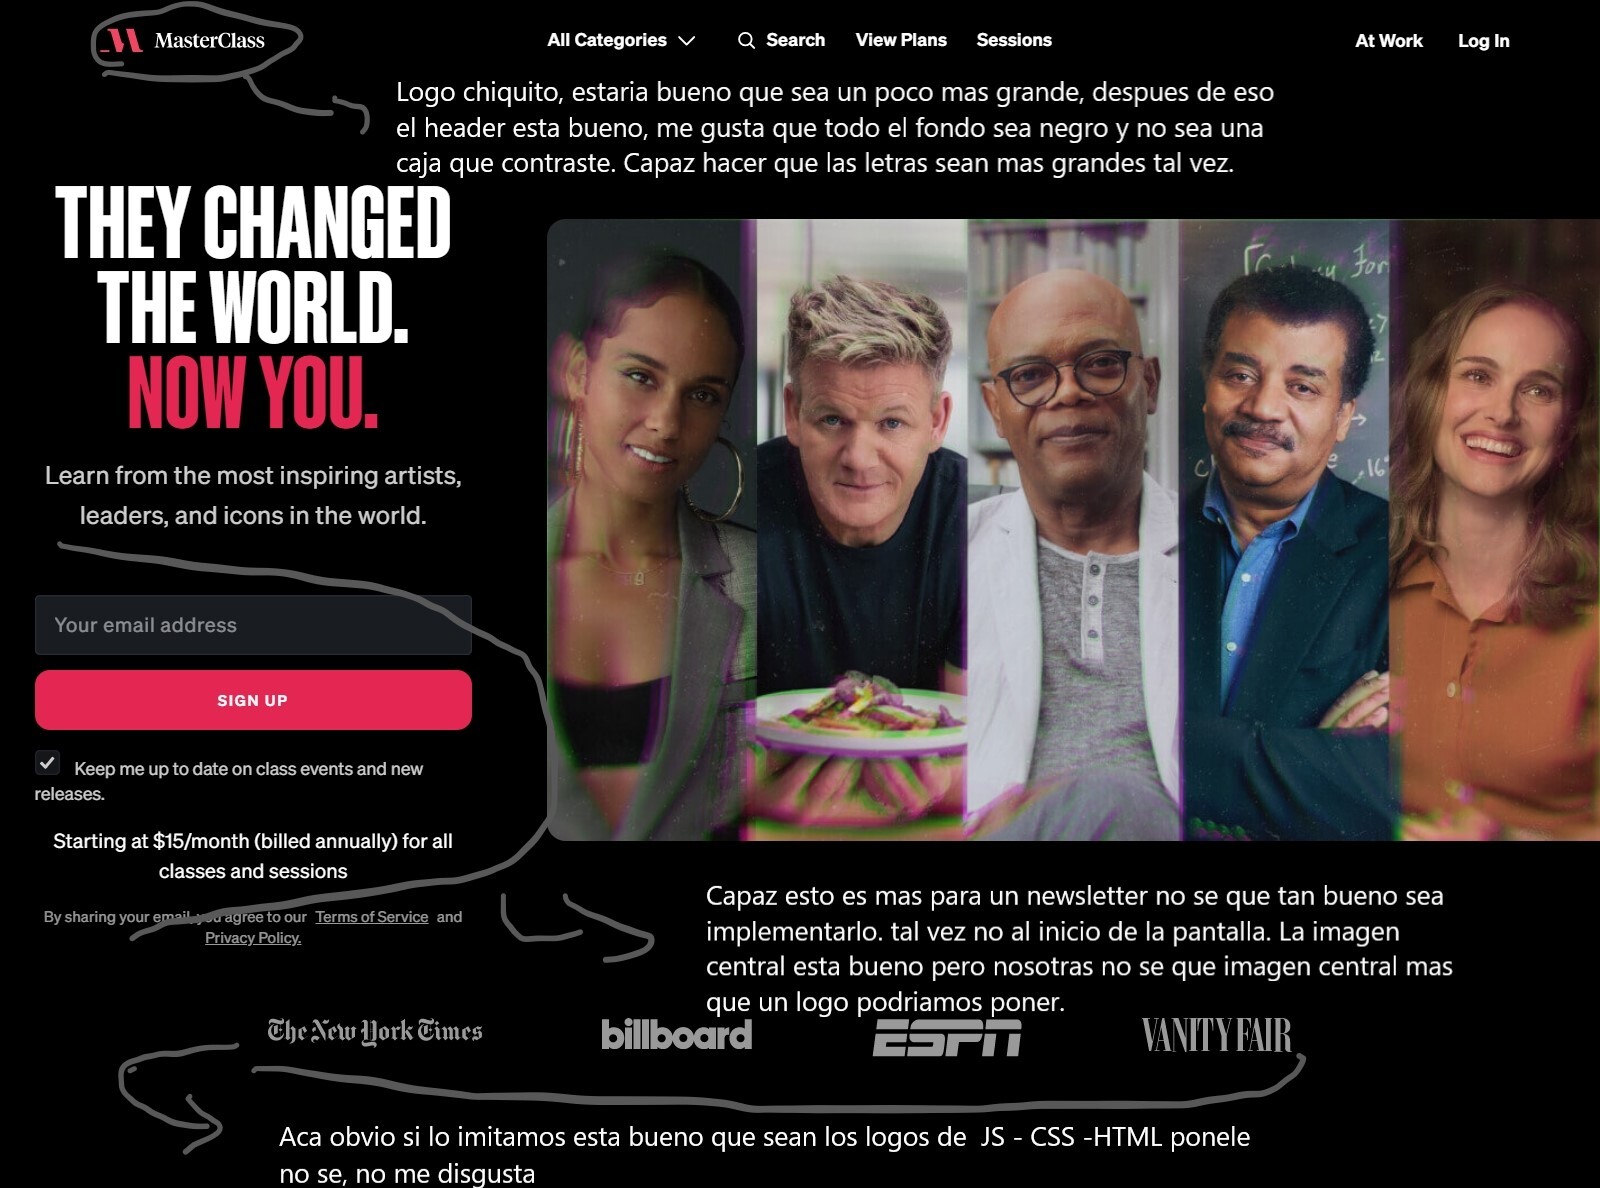 MasterClass
All Categories
Search
View Plans
Sessions
At Work
Log In
Logo chiquito, estaria bueno que sea un poco mas grande, despues de eso
el header esta bueno, me gusta que todo el fondo sea negro y no sea una
caja que contraste. Capaz hacer que las letras sean mas grandes tal vez.
THEY CHANGED
THE WORLD.
NOW YOU.
Learn from the most inspiring artists,
leaders, and icons in the world.
Your email address
SIGN UP
Keep me up to date on class events and new
releases.
Starting at $15/month (billed annually) for all
classes and sessions
By sharing your email, you agree to our Terms of Service and
Privacy Policy.
Capaz esto es mas para un newsletter no se que tan bueno sea
implementarlo. tal vez no al inicio de la pantalla. La imagen
central esta bueno pero nosotras no se que imagen central mas
que un logo podriamos poner.
The New York Times
billboard
ESPN
VANITY FAIR
Aca obvio si lo imitamos esta bueno que sean los logos de JS - CSS -HTML ponele
no se, no me disgusta